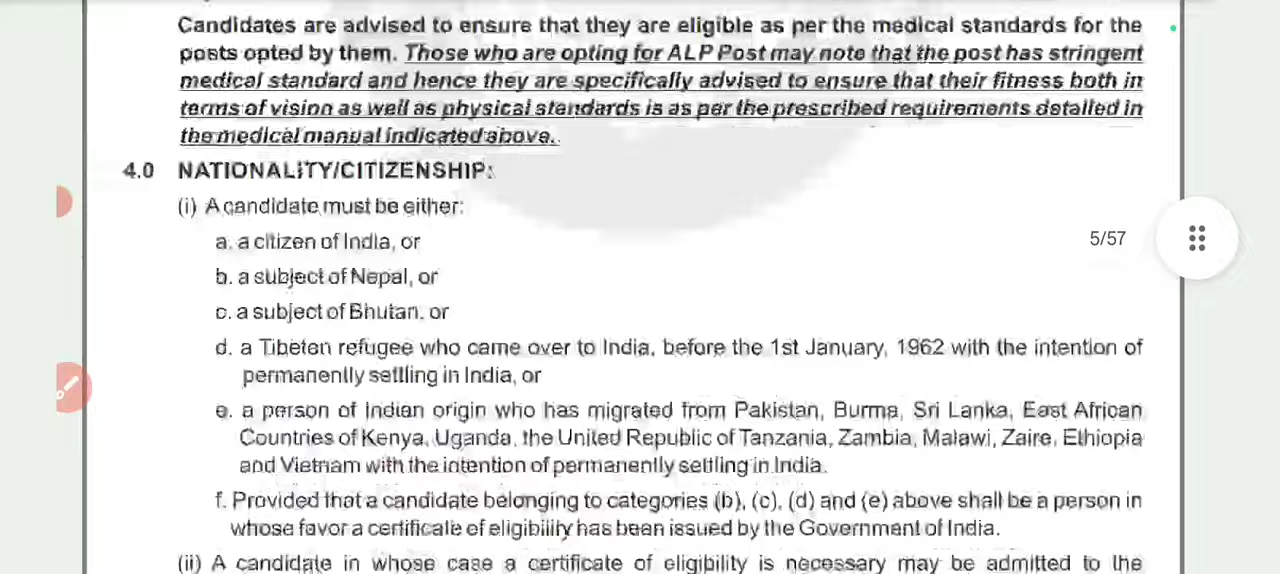 Candidates are advised to ensure that they are eligible as per the medical standards for the
posts opted by them. Those who are opting for ALP Post may note that the post has stringent
medical standard and hence they are specifically advised to ensure that their fitness both in
terms of vision as well as physical standards is as per the prescribed requirements detailed in
the medical manual indicated above.
4.0 NATIONALITY/CITIZENSHIP:
(i) A candidate must be either:
a. a citizen of India, or
b. a subject of Nepal, or
5/57
c. a subject of Bhutan, or
d. a Tibetan refugee who came over to India, before the 1st January, 1962 with the intention of
permanently settling in India, or
e. a person of Indian origin who has migrated from Pakistan, Burma, Sri Lanka, East African
Countries of Kenya, Uganda, the United Republic of Tanzania, Zambia, Malawi, Zaire, Ethiopia
and Vietnam with the intention of permanently settling in India.
f. Provided that a candidate belonging to categories (b), (c), (d) and (e) above shall be a person in
whose favor a certificate of eligibility has been issued by the Government of India.
(ii) A candidate in whose case a certificate of eligibility is necessary may be admitted to the